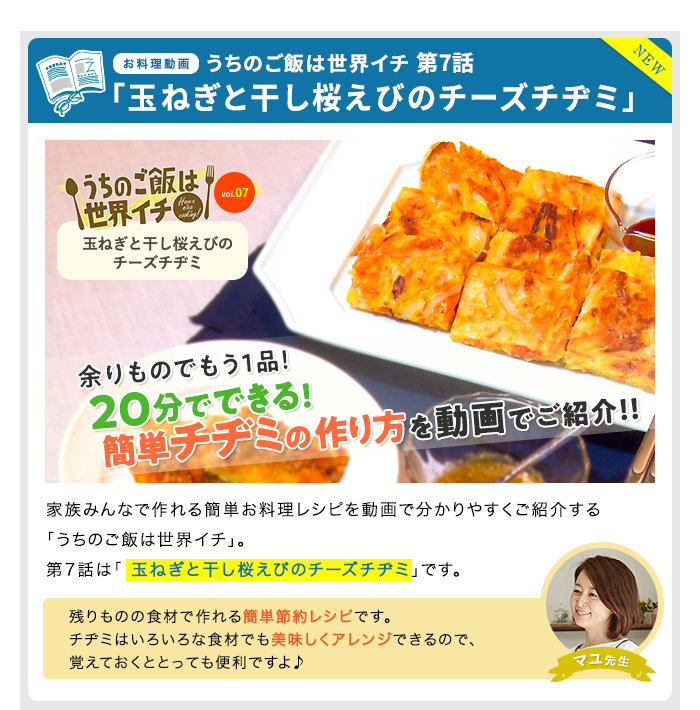 お料理動画 うちのご飯は世界イチ 第7話
NEW
「玉ねぎと干し桜えびのチーズチヂミ」
うちのご飯は
世界イチ
Have a nice cooking!
vol.07
玉ねぎと干し桜えびの
チーズチヂミ
余りものでもう1品!
20分でできる!
簡単チヂミの作り方を動画でご紹介!!
家族みんなで作れる簡単お料理レシピを動画で分かりやすくご紹介する
「うちのご飯は世界イチ」。
第7話は「玉ねぎと干し桜えびのチーズチヂミ」です。
残りものの食材で作れる簡単節約レシピです。
チヂミはいろいろな食材でも美味しくアレンジできるので、
覚えておくととっても便利ですよ♪
マユ先生